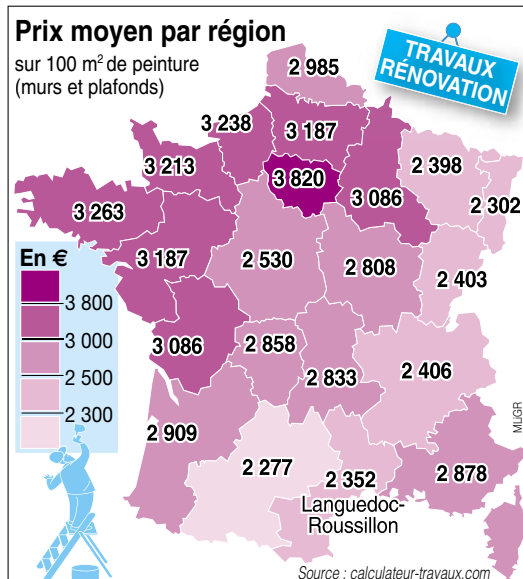 Prix moyen par région
sur 100 m² de peinture
(murs et plafonds)
TRAVAUX
RÉNOVATION
2 985
3 238
3 187
3 213
3 820
2 398
3 086
2 302
3 263
3 187
2 530
2 808
2 403
En €
3 800
3 000
2 500
2 300
3 086
2 858
2 833
2 406
2 909
2 277
2 352
2 878
Languedoc-
Roussillon
MLiGR
Source : calculateur-travaux.com